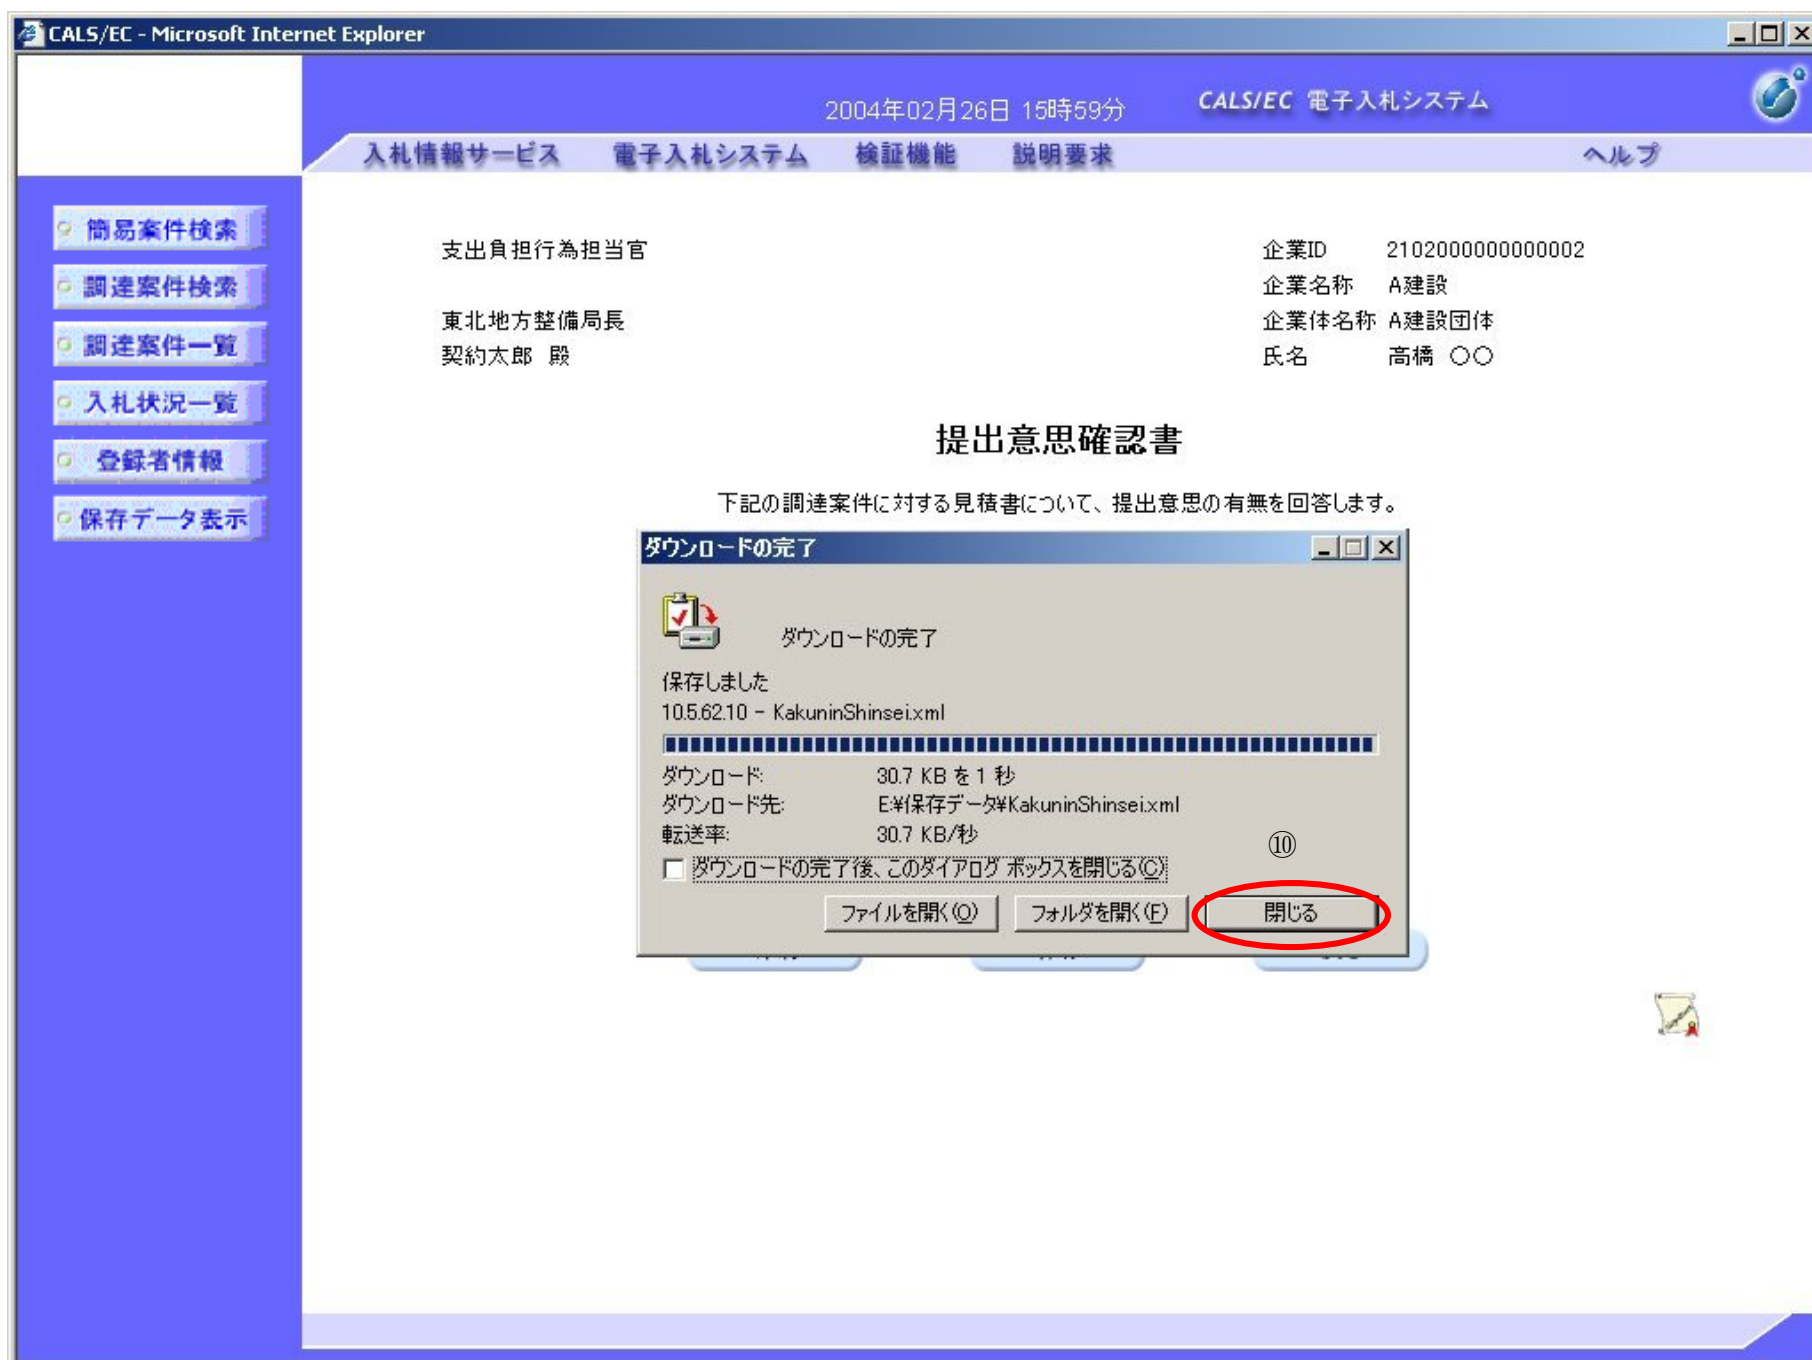 CALS/EC - Microsoft Internet Explorer
2004年02月26日 15時59分
CALS/EC 電子入札システム
入札情報サービス 電子入札システム 検証機能 説明要求 ヘルプ
簡易案件検索
調達案件検索
調達案件一覧
入札状況一覧
登録者情報
保存データ表示
支出負担行為担当官
東北地方整備局長
契約太郎 殿
企業ID 2102000000000002
企業名称 A建設
企業体名称 A建設団体
氏名 高橋 〇〇
提出意思確認書
下記の調達案件に対する見積書について、提出意思の有無を回答します。
ダウンロードの完了
ダウンロードの完了
保存しました
10.5.62.10 - KakuninShinsei.xml
ダウンロード: 30.7 KB を 1 秒
ダウンロード先: E:¥保存データ¥KakuninShinsei.xml
転送率: 30.7 KB/秒
⑩
ダウンロードの完了後、このダイアログ ボックスを閉じる(C)
ファイルを開く(O) フォルダを開く(F) 閉じる